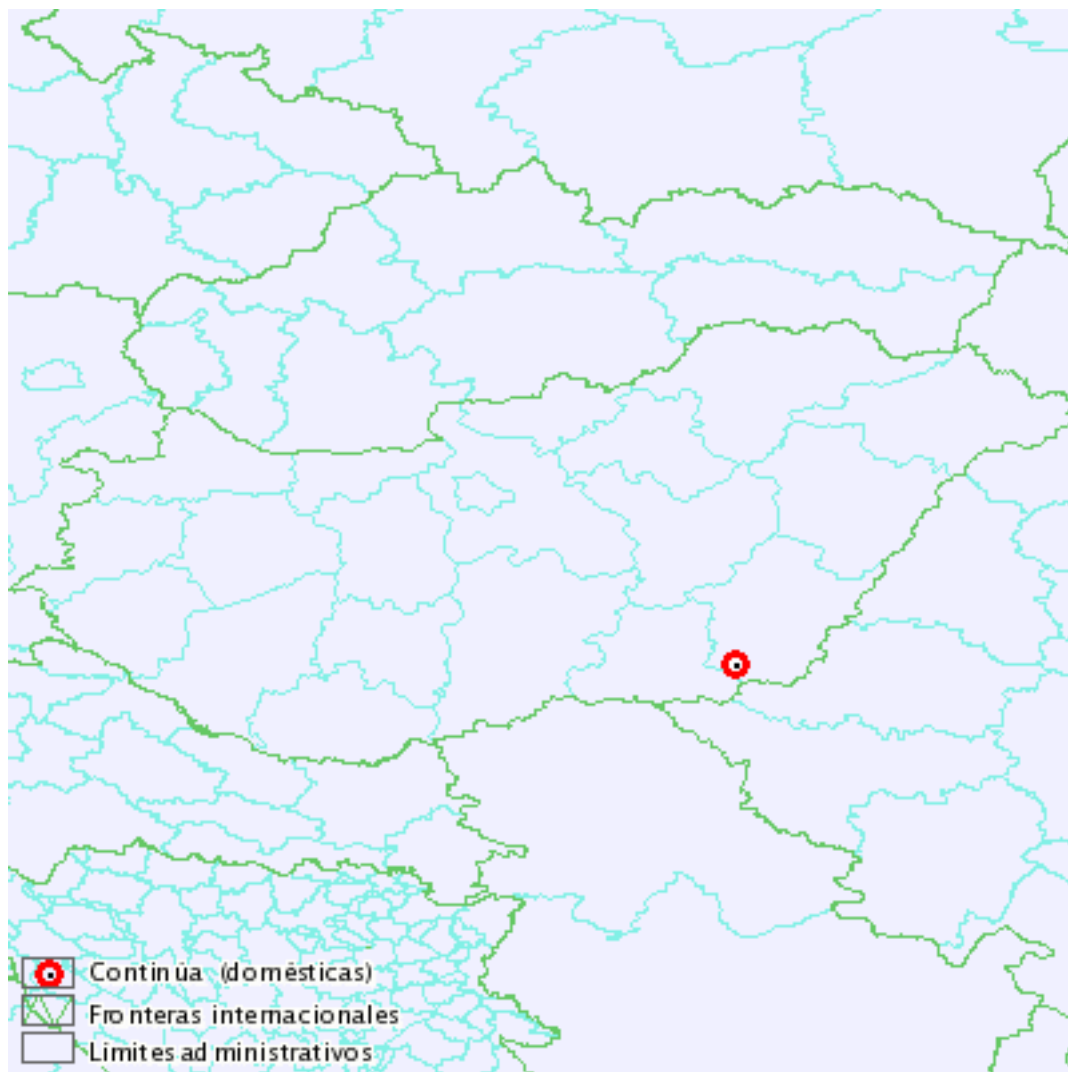 Continúa (domésticas)
Fronteras internacionales
Límites administrativos